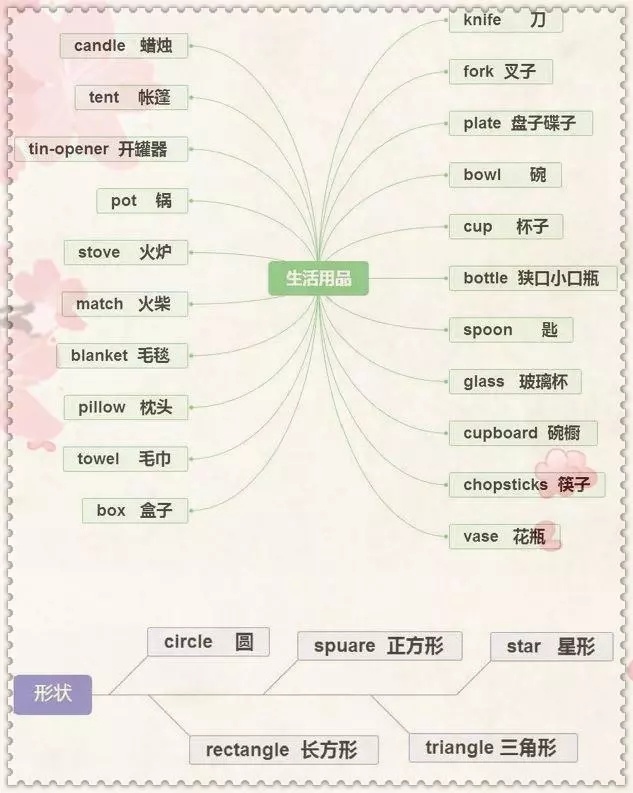 candle 蜡烛
tent 帐篷
tin-opener 开罐器
pot 锅
stove 火炉
match 火柴
blanket 毛毯
pillow 枕头
towel 毛巾
box 盒子
生活用品
knife 刀
fork 叉子
plate 盘子碟子
bowl 碗
cup 杯子
bottle 狭口小口瓶
spoon 匙
glass 玻璃杯
cupboard 碗橱
chopsticks 筷子
vase 花瓶
形状
circle 圆
spuare 正方形
star 星形
rectangle 长方形
triangle 三角形